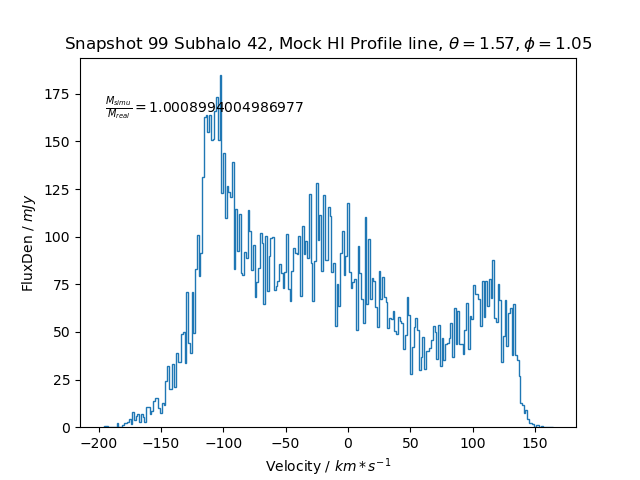 Snapshot 99 Subhalo 42, Mock HI Profile line, θ = 1.57, ϕ = 1.05
M_simu/M_real = 1.0008994004986977
FluxDen / mJy
175
150
125
100
75
50
25
0
−200 −150 −100 −50 0 50 100 150
Velocity / km * s⁻¹